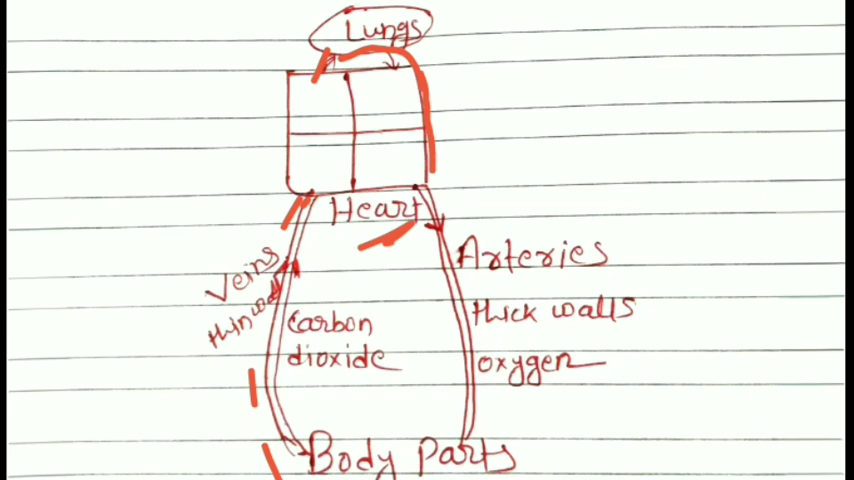 Lungs
Heart
Veins
thin
Arteries
thick walls
Carbon
dioxide
oxygen
Body Parts